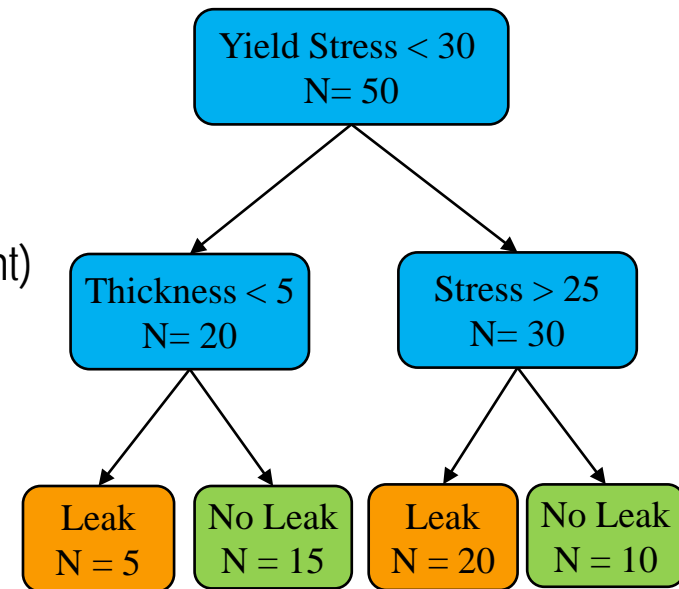 Yield Stress < 30
N= 50
nt)
Thickness < 5
N= 20
Stress > 25
N= 30
Leak
N = 5
No Leak
N = 15
Leak
N = 20
No Leak
N = 10